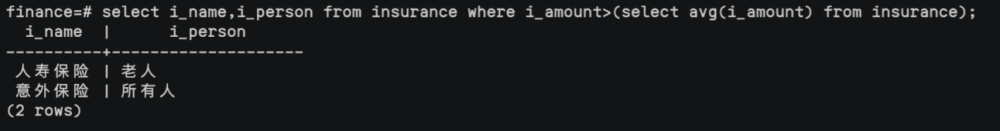 finance=# select i_name,i_person from insurance where i_amount>(select avg(i_amount) from insurance);
  i_name  |      i_person
----------+--------------------
 人寿保险 | 老人
 意外保险 | 所有人
(2 rows)